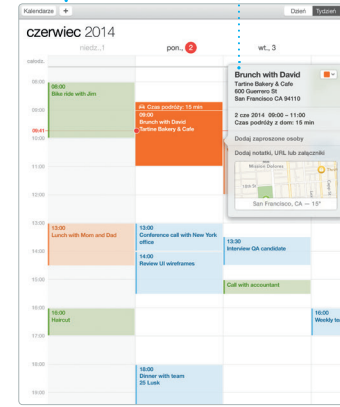 Kalendarze +
Dzień Tydzień
czerwiec 2014
niedz., 1 pon., 2 wt., 3
całodz.
08:00
08:00
Bike ride with Jim
09:00
Czas podróży: 15 min
09:00
Brunch with David
Tartine Bakery & Cafe
09:41
10:00
11:00
12:00
Brunch with David
Tartine Bakery & Cafe
600 Guerrero St
San Francisco CA 94110
2 cze 2014 09:00 – 11:00
Czas podróży z dom: 15 min
Dodaj zaproszone osoby
Dodaj notatki, URL lub załączniki
Mission Dolores
18th St
San Francisco, CA — 15°
13:00
13:00
Lunch with Mom and Dad
13:00
Conference call with New York
office
13:30
Interview QA candidate
14:00
14:00
Review UI wireframes
15:00
Call with accountant
16:00
16:00
Haircut
16:00
Weekly te
17:00
18:00
18:00
Dinner with team
25 Lusk
19:00